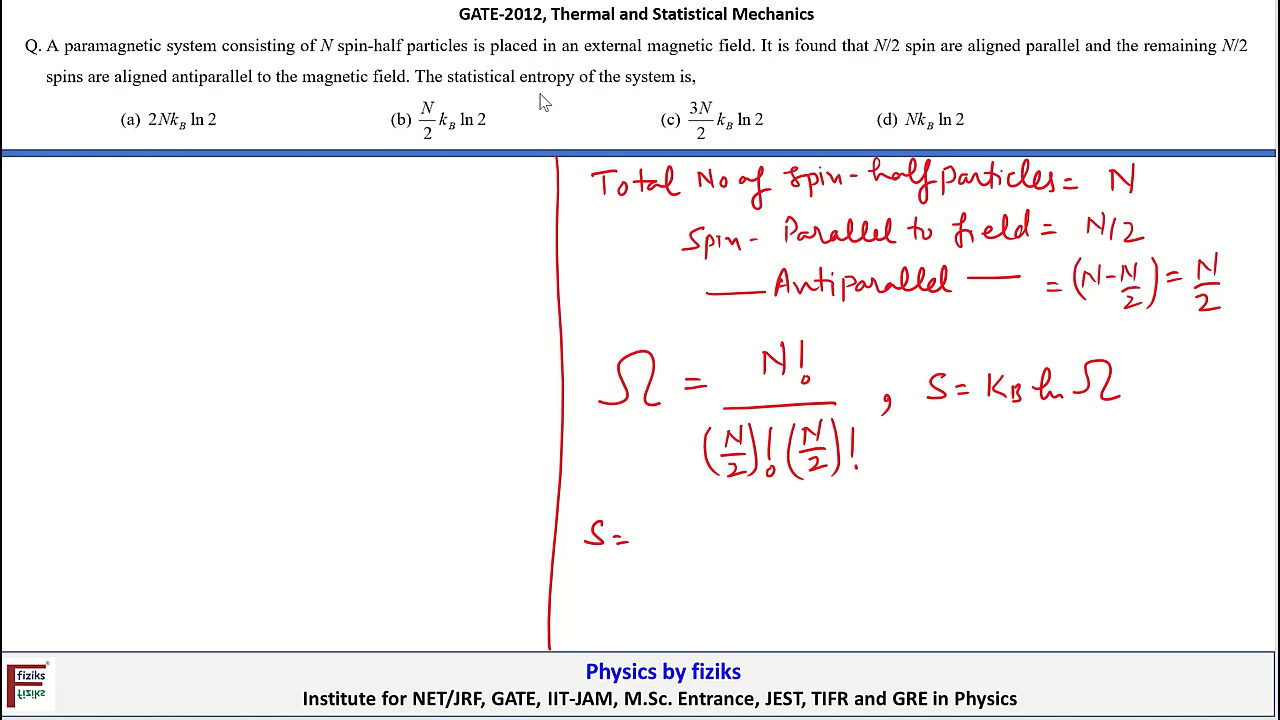 GATE-2012, Thermal and Statistical Mechanics
Q. A paramagnetic system consisting of N spin-half particles is placed in an external magnetic field. It is found that N/2 spin are aligned parallel and the remaining N/2
spins are aligned antiparallel to the magnetic field. The statistical entropy of the system is,
(a) 2Nk_B ln 2 (b) N/2 k_B ln 2 (c) 3N/2 k_B ln 2 (d) Nk_B ln 2
Total No of Spin-half Particles = N
Spin- Parallel to field = N/2
— Antiparallel — = (N - N/2) = N/2
Ω = N! / (N/2)! (N/2)! , S = K_B ln Ω
S =
fiziks
fiziks
Physics by fiziks
Institute for NET/JRF, GATE, IIT-JAM, M.Sc. Entrance, JEST, TIFR and GRE in Physics